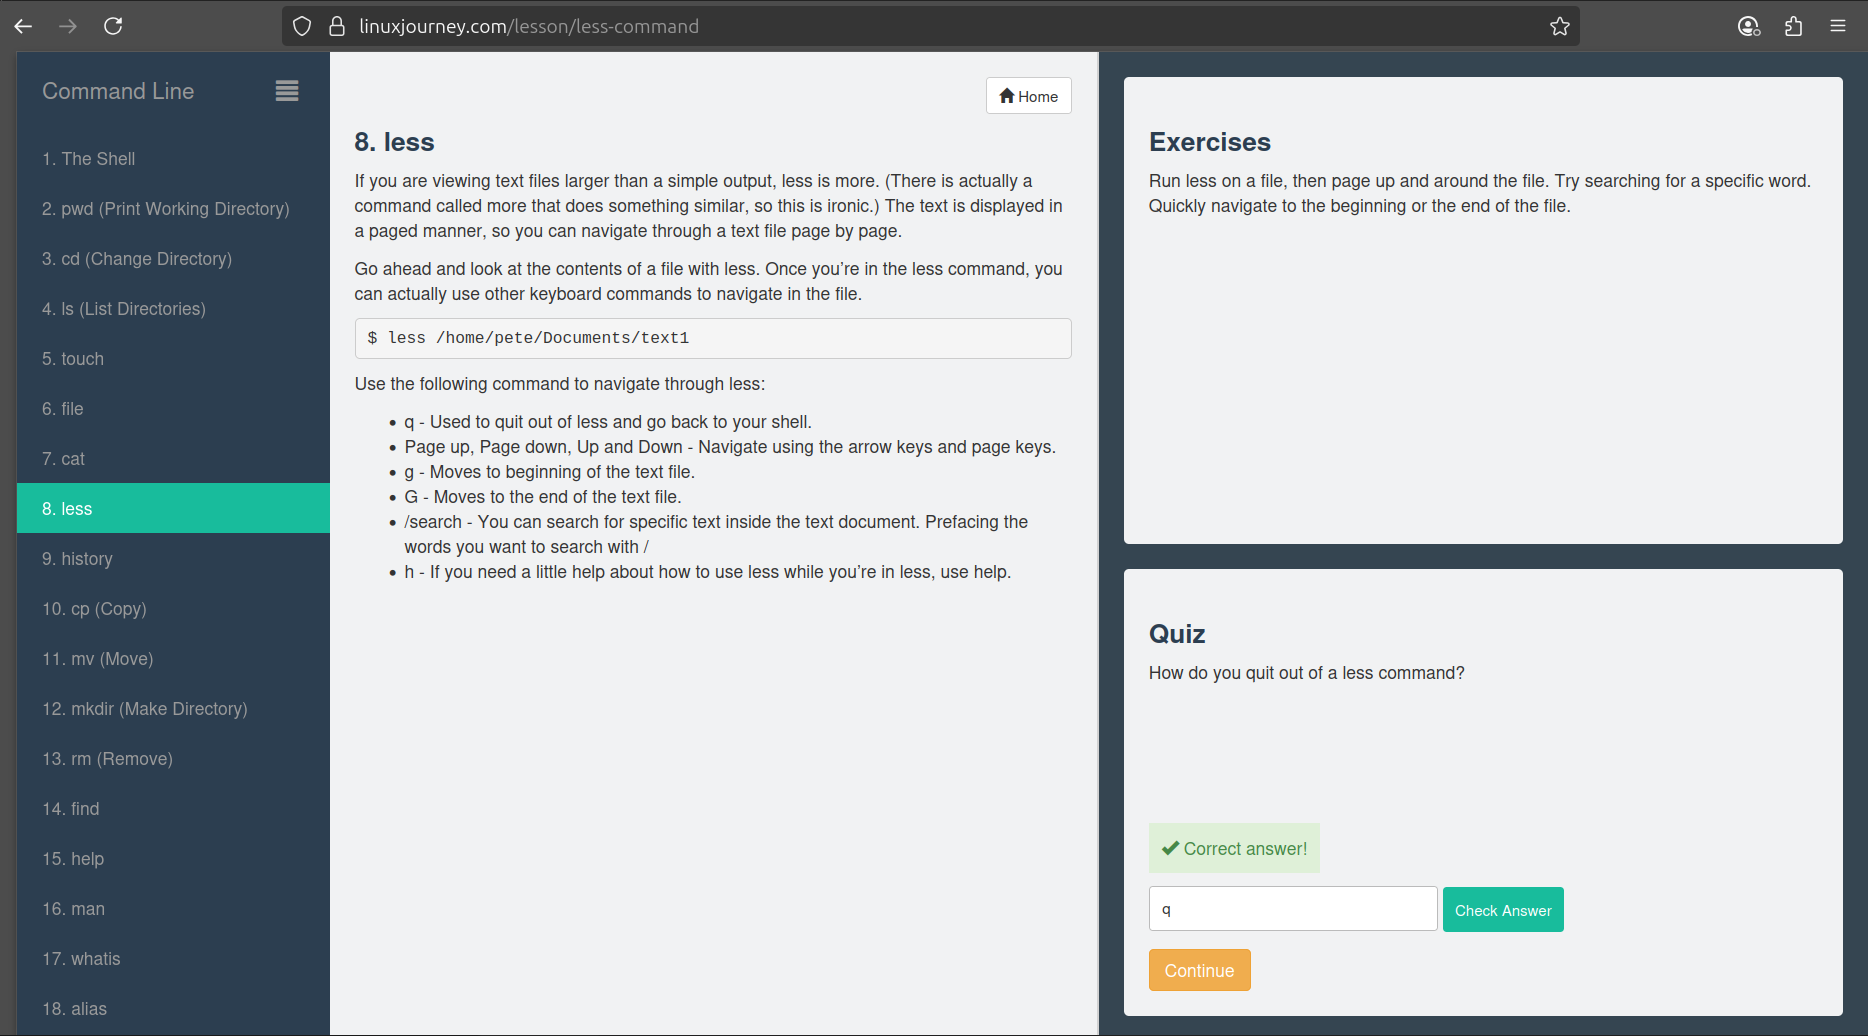 linuxjourney.com/lesson/less-command
Command Line
1. The Shell
2. pwd (Print Working Directory)
3. cd (Change Directory)
4. ls (List Directories)
5. touch
6. file
7. cat
8. less
9. history
10. cp (Copy)
11. mv (Move)
12. mkdir (Make Directory)
13. rm (Remove)
14. find
15. help
16. man
17. whatis
18. alias
Home
8. less
If you are viewing text files larger than a simple output, less is more. (There is actually a
command called more that does something similar, so this is ironic.) The text is displayed in
a paged manner, so you can navigate through a text file page by page.
Go ahead and look at the contents of a file with less. Once you’re in the less command, you
can actually use other keyboard commands to navigate in the file.
$ less /home/pete/Documents/text1
Use the following command to navigate through less:
• q - Used to quit out of less and go back to your shell.
• Page up, Page down, Up and Down - Navigate using the arrow keys and page keys.
• g - Moves to beginning of the text file.
• G - Moves to the end of the text file.
• /search - You can search for specific text inside the text document. Prefacing the
words you want to search with /
• h - If you need a little help about how to use less while you’re in less, use help.
Exercises
Run less on a file, then page up and around the file. Try searching for a specific word.
Quickly navigate to the beginning or the end of the file.
Quiz
How do you quit out of a less command?
Correct answer!
q
Check Answer
Continue